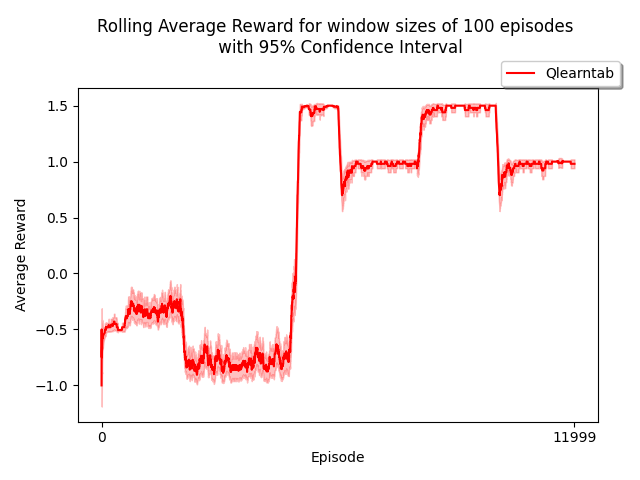 Rolling Average Reward for window sizes of 100 episodes
with 95% Confidence Interval
Qlearntab
1.5
1.0
0.5
0.0
−0.5
−1.0
Average Reward
0
11999
Episode